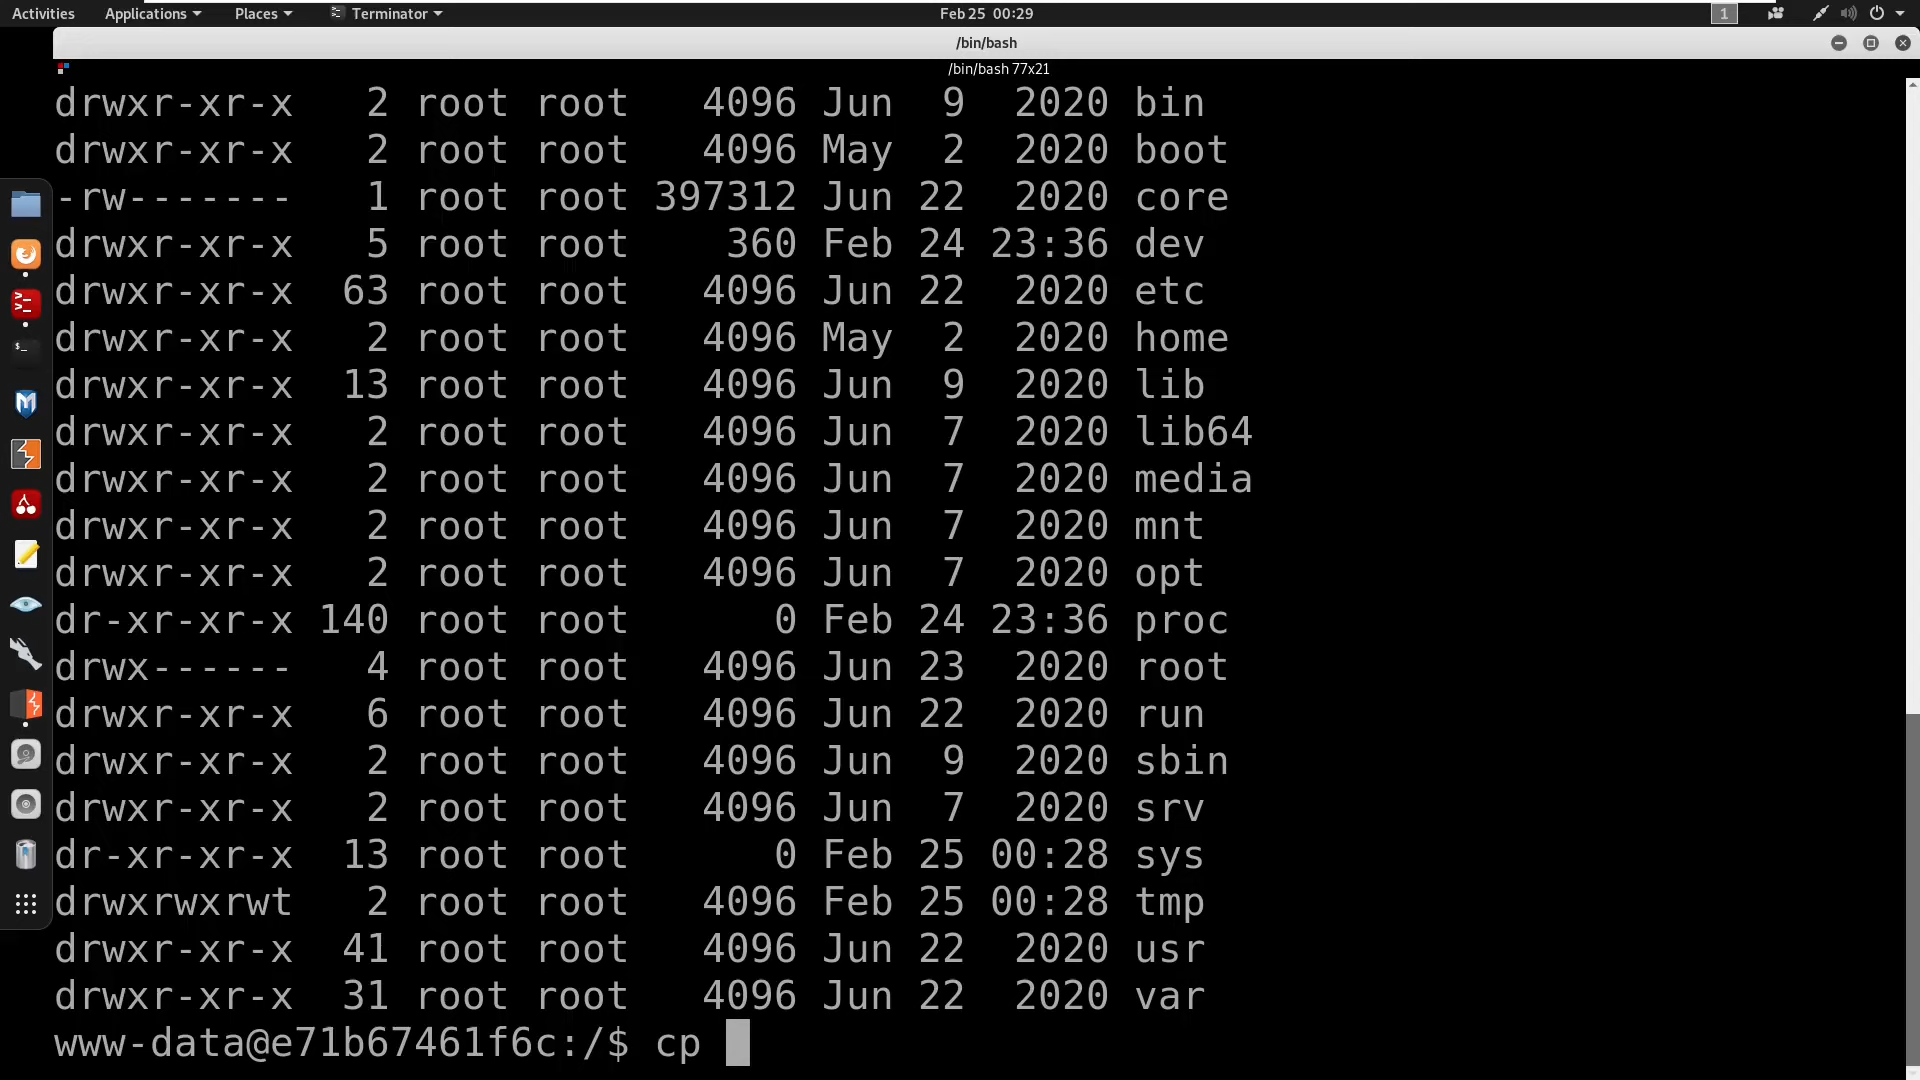 Activities Applications Places Terminator Feb 25 00:29 1
/bin/bash
/bin/bash 77x21
drwxr-xr-x 2 root root 4096 Jun 9 2020 bin
drwxr-xr-x 2 root root 4096 May 2 2020 boot
-rw------- 1 root root 397312 Jun 22 2020 core
drwxr-xr-x 5 root root 360 Feb 24 23:36 dev
drwxr-xr-x 63 root root 4096 Jun 22 2020 etc
drwxr-xr-x 2 root root 4096 May 2 2020 home
drwxr-xr-x 13 root root 4096 Jun 9 2020 lib
drwxr-xr-x 2 root root 4096 Jun 7 2020 lib64
drwxr-xr-x 2 root root 4096 Jun 7 2020 media
drwxr-xr-x 2 root root 4096 Jun 7 2020 mnt
drwxr-xr-x 2 root root 4096 Jun 7 2020 opt
dr-xr-xr-x 140 root root 0 Feb 24 23:36 proc
drwx------ 4 root root 4096 Jun 23 2020 root
drwxr-xr-x 6 root root 4096 Jun 22 2020 run
drwxr-xr-x 2 root root 4096 Jun 9 2020 sbin
drwxr-xr-x 2 root root 4096 Jun 7 2020 srv
dr-xr-xr-x 13 root root 0 Feb 25 00:28 sys
drwxrwxrwt 2 root root 4096 Feb 25 00:28 tmp
drwxr-xr-x 41 root root 4096 Jun 22 2020 usr
drwxr-xr-x 31 root root 4096 Jun 22 2020 var
www-data@e71b67461f6c:/$ cp